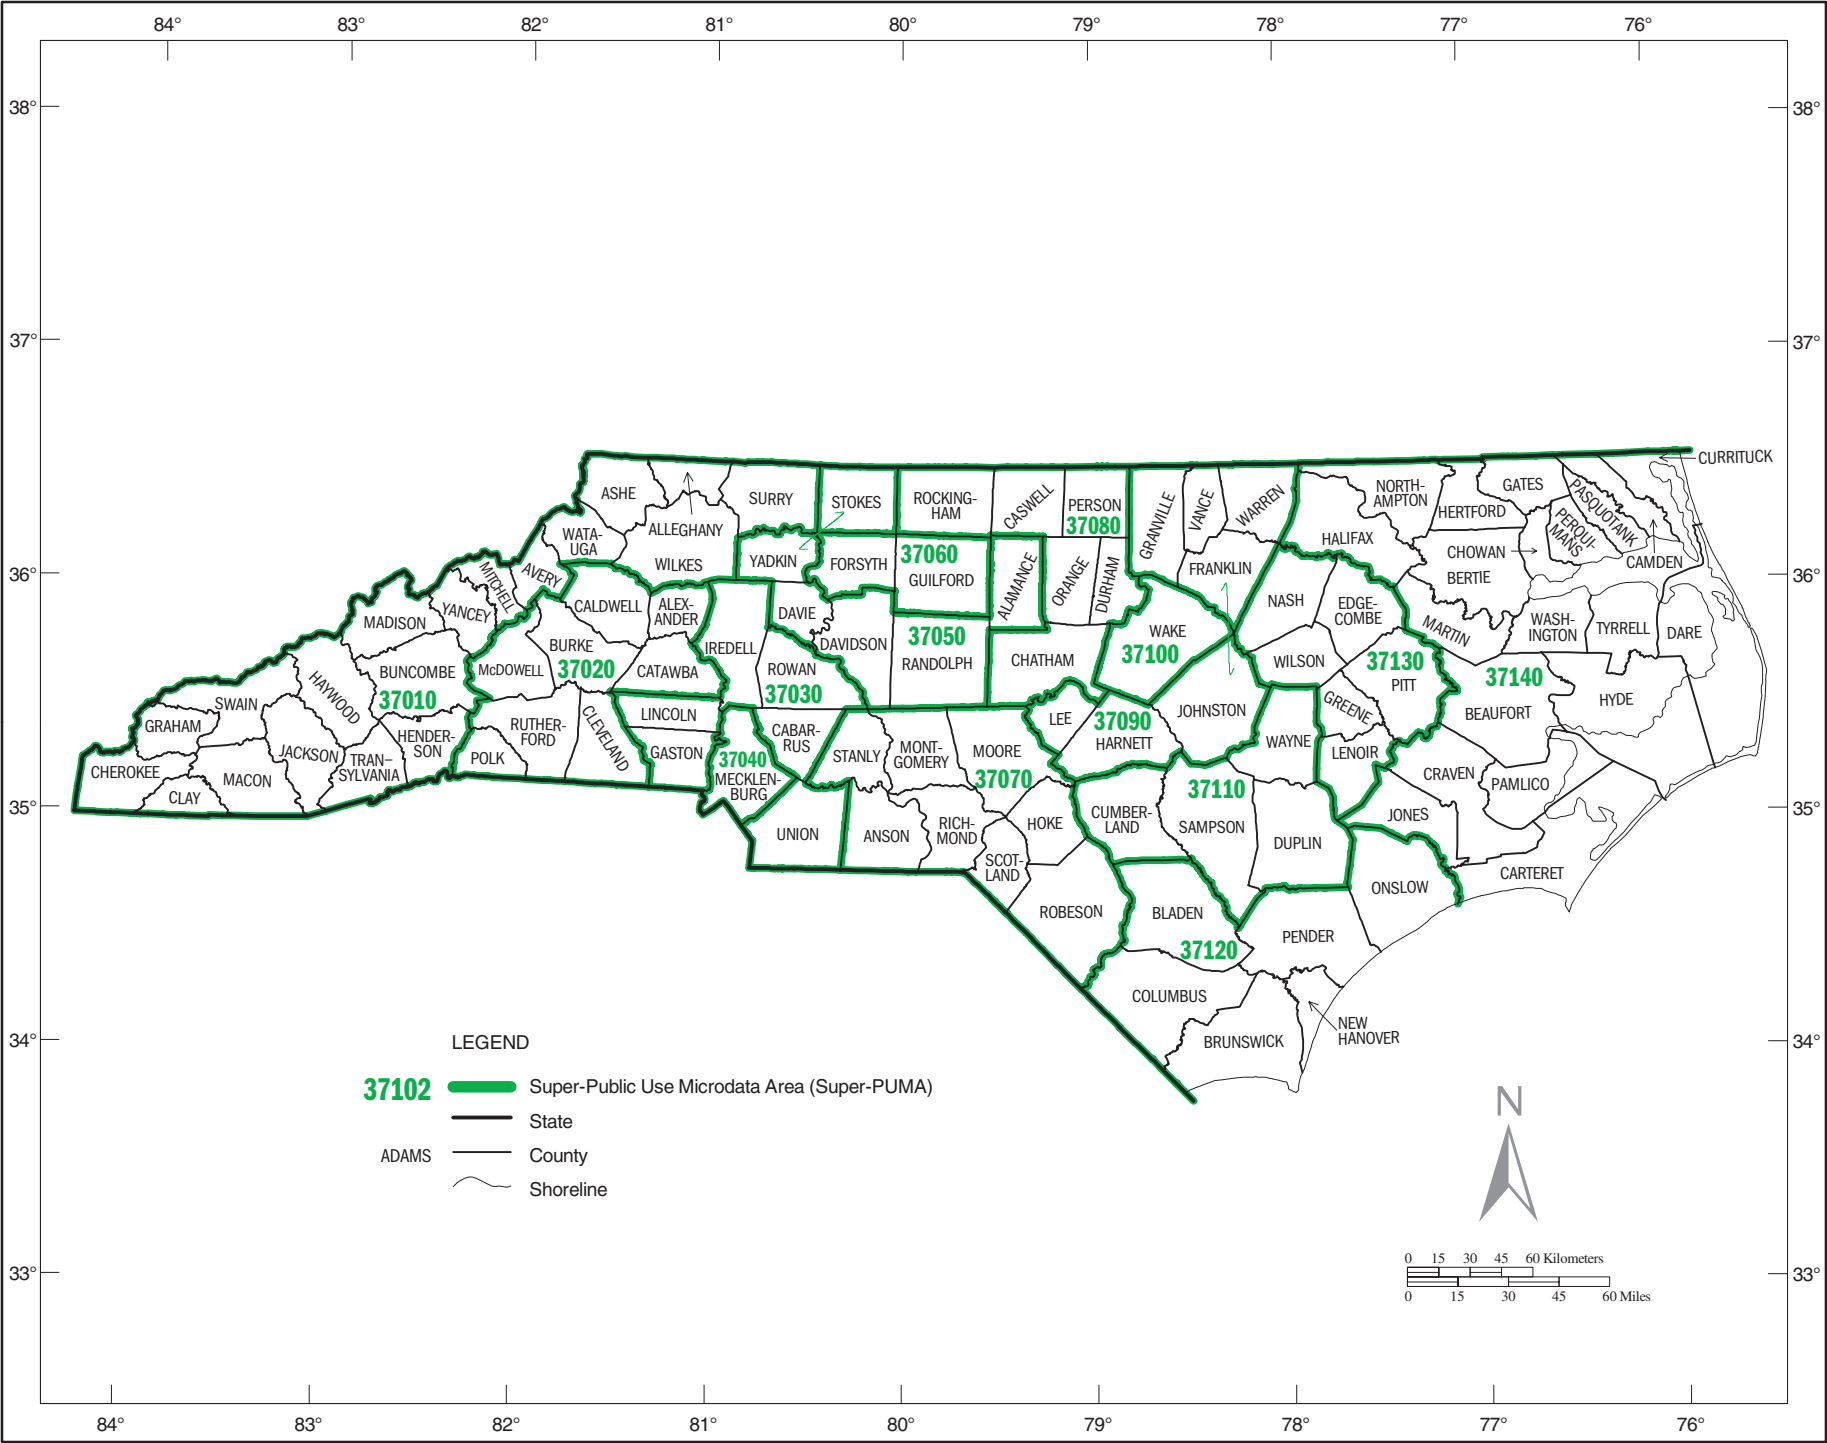 84° 83° 82° 81° 80° 79° 78° 77° 76°
38° 38°
37° 37°
36° 36°
35° 35°
34° 34°
33° 33°
CURRITUCK
ASHE
ALLEGHANY
SURRY
STOKES
ROCKING-
HAM
CASWELL
PERSON
37080
GRANVILLE
VANCE
WARREN
NORTH-
AMPTON
GATES
HERTFORD
PASQUOTANK
PERQUI-
MANS
CAMDEN
CHOWAN
HALIFAX
BERTIE
WATA-
UGA
WILKES
YADKIN
FORSYTH
37060
GUILFORD
ALAMANCE
ORANGE
DURHAM
FRANKLIN
NASH
EDGE-
COMBE
MARTIN
WASH-
INGTON
TYRRELL
DARE
MITCHELL
AVERY
YANCEY
MADISON
CALDWELL
ALEX-
ANDER
DAVIE
DAVIDSON
37050
RANDOLPH
CHATHAM
WAKE
37100
WILSON
37130
PITT
37140
BEAUFORT
HYDE
BUNCOMBE
37010
McDOWELL
BURKE
37020
CATAWBA
IREDELL
ROWAN
37030
HAYWOOD
SWAIN
GRAHAM
CHEROKEE
CLAY
MACON
JACKSON
TRAN–
SYLVANIA
HENDER-
SON
POLK
RUTHER-
FORD
CLEVELAND
LINCOLN
GASTON
37040
MECKLEN-
BURG
CABAR-
RUS
STANLY
MONT-
GOMERY
MOORE
37070
LEE
37090
HARNETT
JOHNSTON
WAYNE
GREENE
LENOIR
CRAVEN
PAMLICO
JONES
UNION
ANSON
RICH-
MOND
SCOT-
LAND
HOKE
CUMBER-
LAND
37110
SAMPSON
DUPLIN
ONSLOW
CARTERET
ROBESON
BLADEN
37120
PENDER
COLUMBUS
BRUNSWICK
NEW
HANOVER
LEGEND
37102 Super-Public Use Microdata Area (Super-PUMA)
State
ADAMS County
Shoreline
N
0 15 30 45 60 Kilometers
0 15 30 45 60 Miles
84° 83° 82° 81° 80° 79° 78° 77° 76°